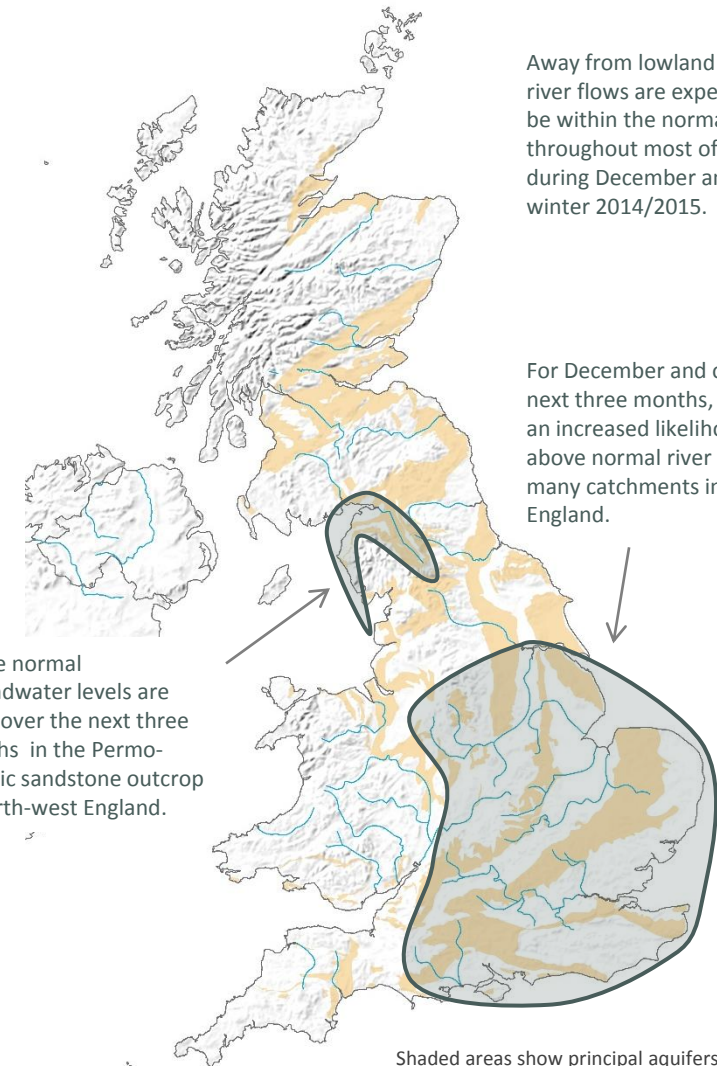 Away from lowland
river flows are expe
be within the norma
throughout most of
during December an
winter 2014/2015.
For December and o
next three months,
an increased likeliho
above normal river
many catchments in
England.
e normal
dwater levels are
over the next three
hs in the Permo-
ic sandstone outcrop
rth-west England.
Shaded areas show principal aquifers